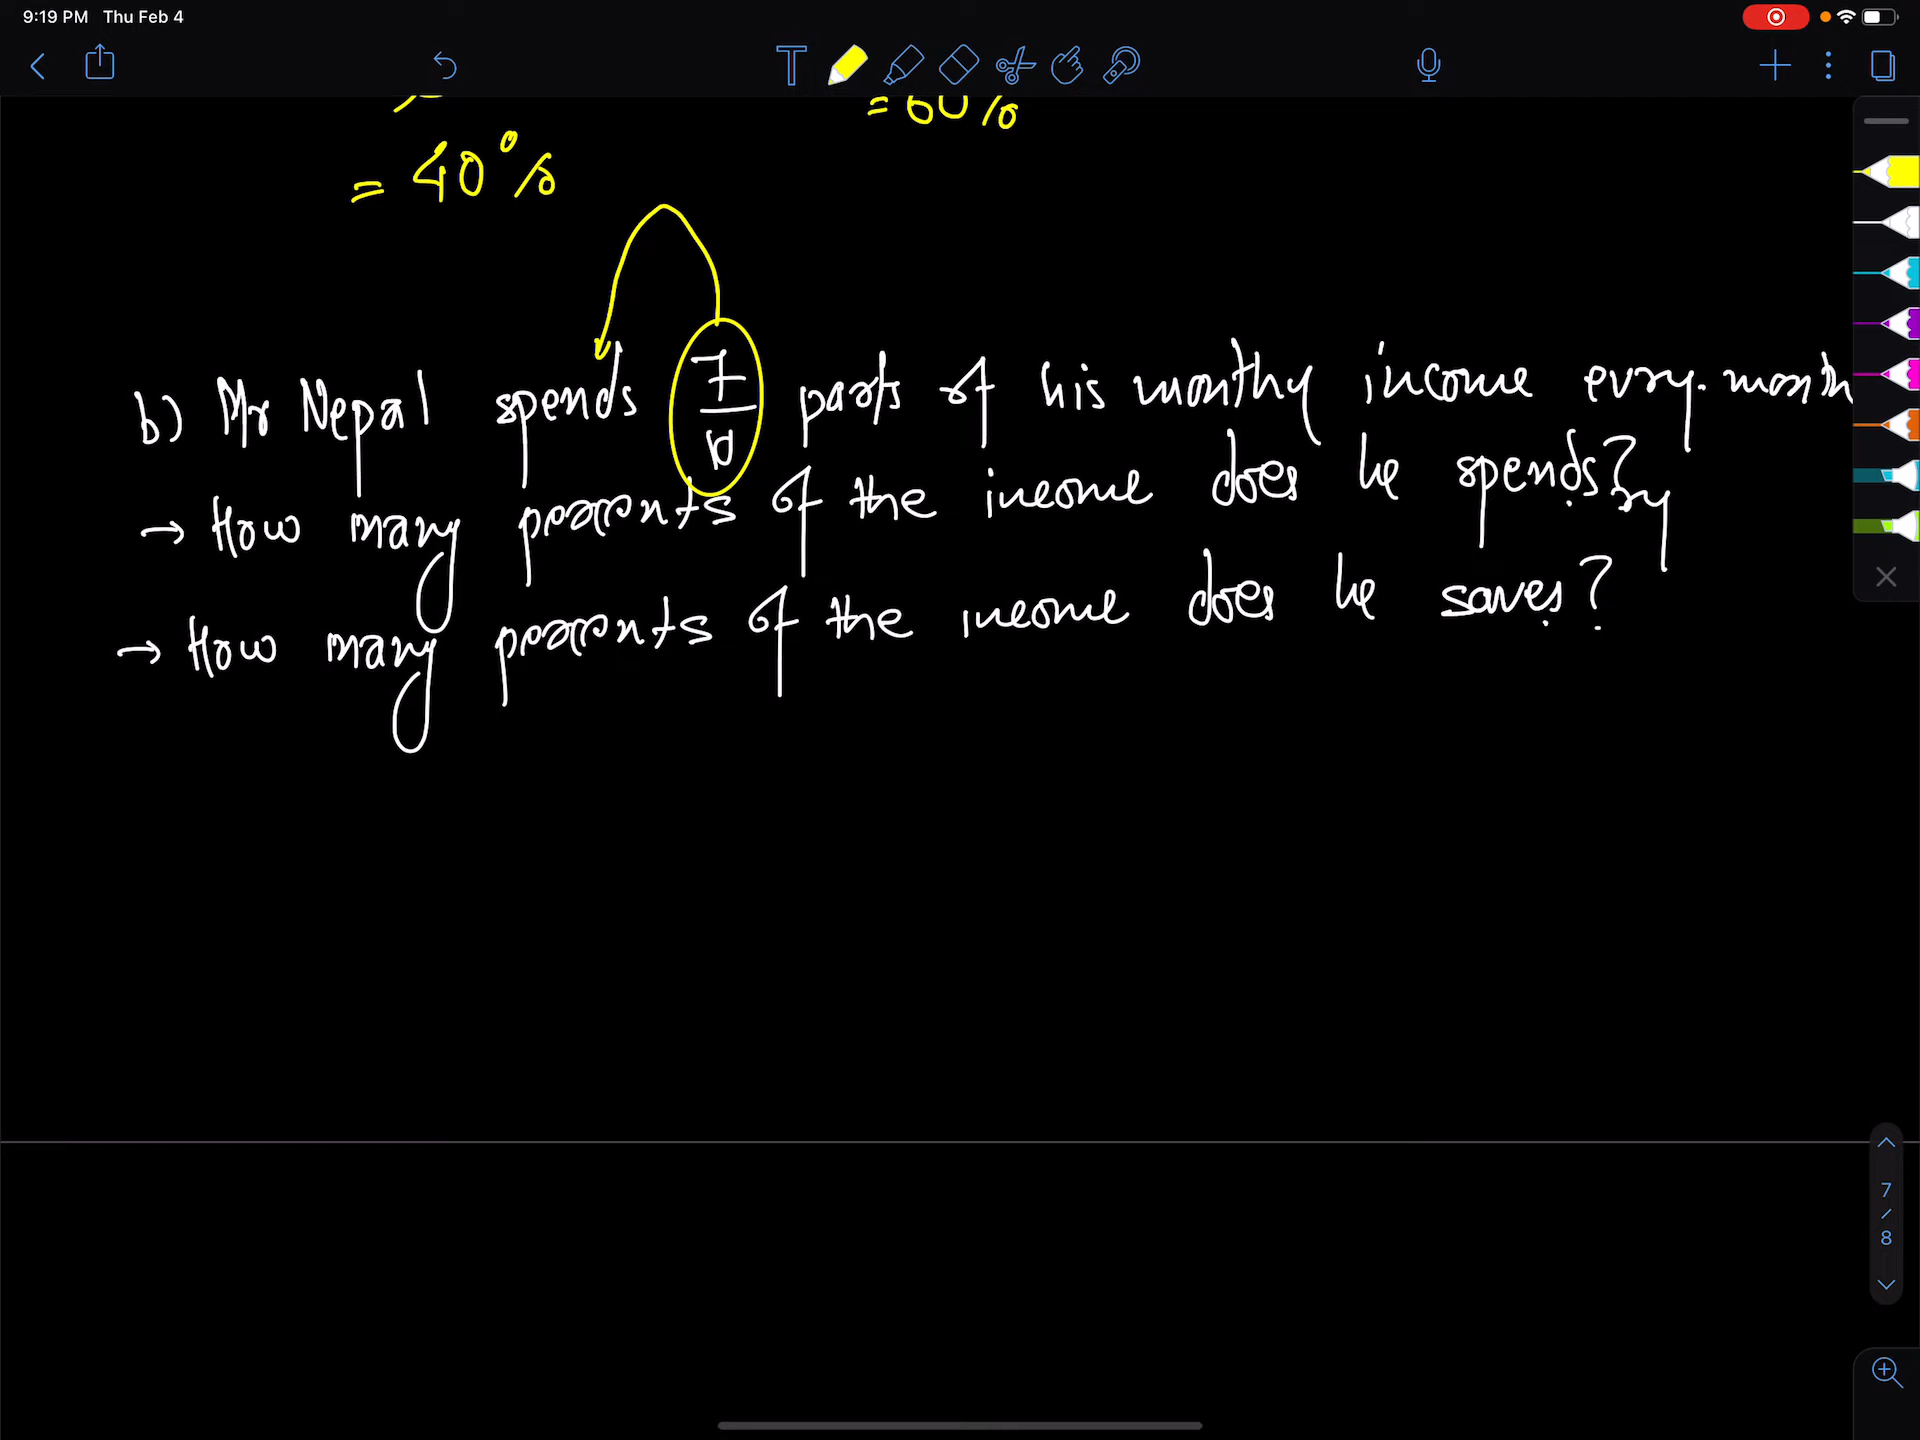 9:19 PM Thu Feb 4
= 60%
= 40%
b) Mr Nepal spends 7/10 parts of his monthy income evry month
→ How many percents of the income does he spends?
→ How many percents of the income does he saves?
7
/
8